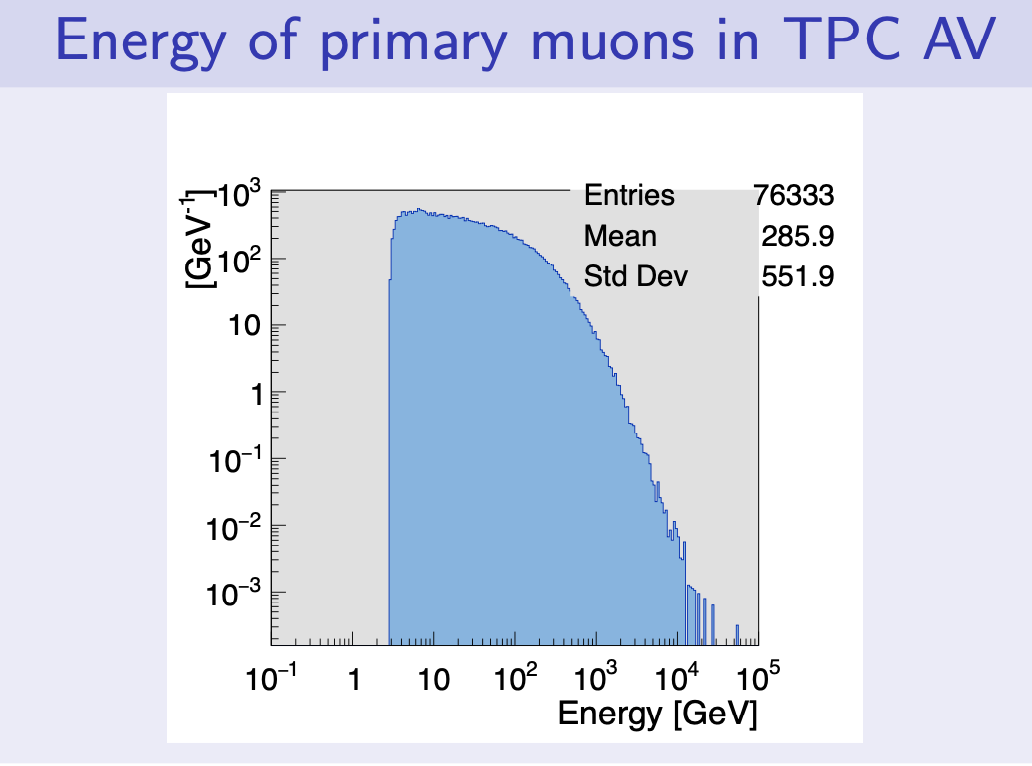 Energy of primary muons in TPC AV
Entries 76333
Mean 285.9
Std Dev 551.9
[GeV⁻¹]
10³
10²
10
1
10⁻¹
10⁻²
10⁻³
10⁻¹ 1 10 10² 10³ 10⁴ 10⁵
Energy [GeV]